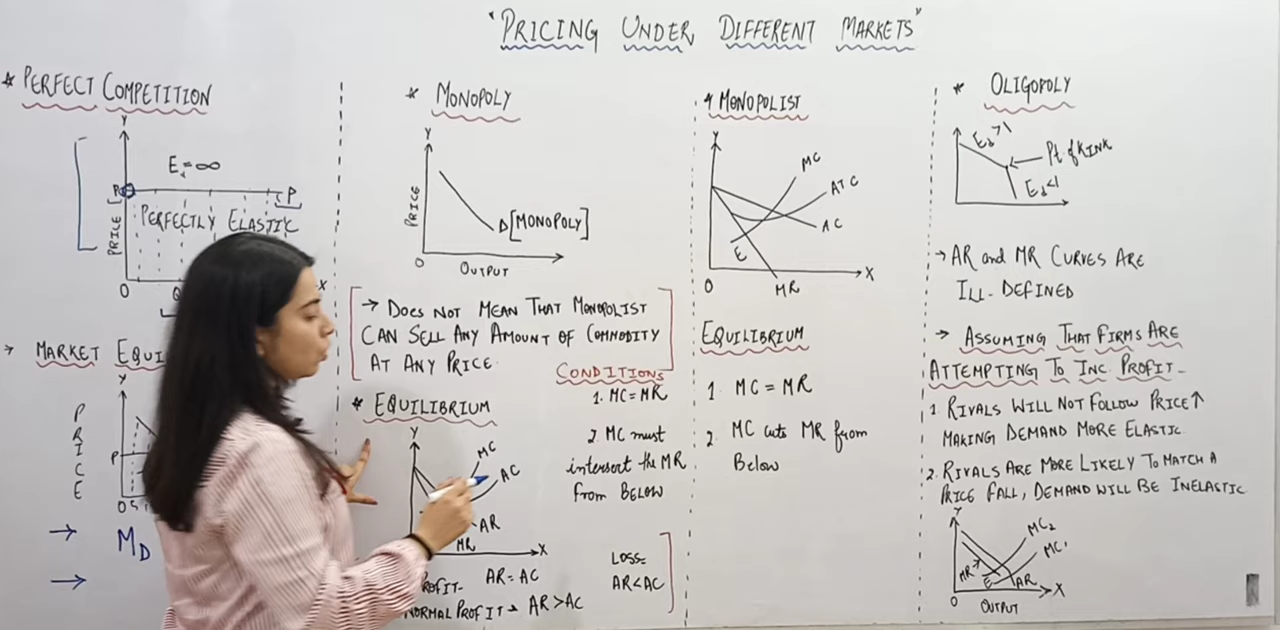 "PRICING UNDER DIFFERENT MARKETS"
* PERFECT COMPETITION
Y
Ed=∞
P
P
PERFECTLY ELASTIC
PRICE
O
Q
X
→ MARKET EQUI
Y
PRICE
P
O
→ MD
→
* MONOPOLY
Y
PRICE
D [MONOPOLY]
O
OUTPUT
→ DOES NOT MEAN THAT MONOPOLIST
CAN SELL ANY AMOUNT OF COMMODITY
AT ANY PRICE.
CONDITIONS
1. MC=MR
2. MC must
intersert the MR
from BELOW
* EQUILIBRIUM
Y
MC
AC
AR
MR
X
ROFIT- AR=AC
NORMAL PROFIT → AR>AC
LOSS=
AR<AC
* MONOPOLIST
Y
MC
ATC
AC
E
O
MR
X
EQUILIBRIUM
1. MC = MR
2. MC cuts MR from
Below
* OLIGOPOLY
Ed>1
Pt of KINK
Ed<1
→ AR and MR CURVES ARE
ILL-DEFINED
→ ASSUMING THAT FIRMS ARE
ATTEMPTING TO INC. PROFIT-
1. RIVALS WILL NOT FOLLOW PRICE↑
MAKING DEMAND MORE ELASTIC.
2. RIVALS ARE MORE LIKELY TO MATCH A
PRICE FALL, DEMAND WILL BE INELASTIC
Y
MC2
MC1
MR
E
AR
X
O
OUTPUT